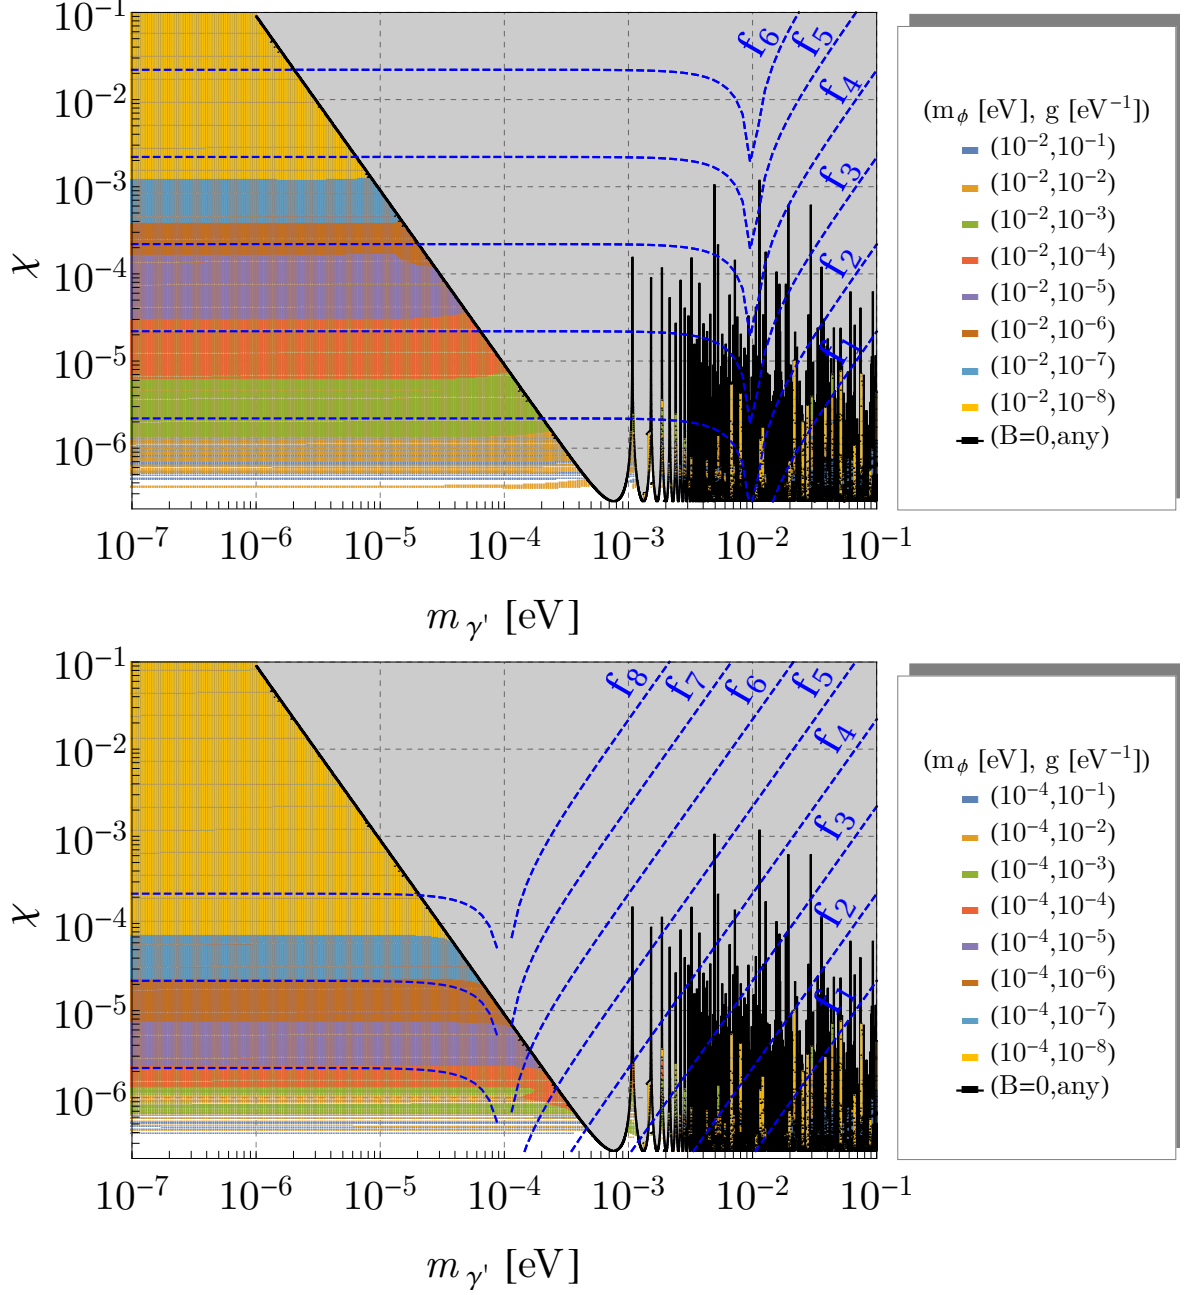 10⁻¹
10⁻²
10⁻³
10⁻⁴
10⁻⁵
10⁻⁶
χ
f₆
f₅
f₄
f₃
f₂
f₁
10⁻⁷ 10⁻⁶ 10⁻⁵ 10⁻⁴ 10⁻³ 10⁻² 10⁻¹
m γ' [eV]
(m ϕ [eV], g [eV⁻¹])
(10⁻²,10⁻¹)
(10⁻²,10⁻²)
(10⁻²,10⁻³)
(10⁻²,10⁻⁴)
(10⁻²,10⁻⁵)
(10⁻²,10⁻⁶)
(10⁻²,10⁻⁷)
(10⁻²,10⁻⁸)
(B=0,any)
10⁻¹
10⁻²
10⁻³
10⁻⁴
10⁻⁵
10⁻⁶
χ
f₈
f₇
f₆
f₅
f₄
f₃
f₂
f₁
10⁻⁷ 10⁻⁶ 10⁻⁵ 10⁻⁴ 10⁻³ 10⁻² 10⁻¹
m γ' [eV]
(m ϕ [eV], g [eV⁻¹])
(10⁻⁴,10⁻¹)
(10⁻⁴,10⁻²)
(10⁻⁴,10⁻³)
(10⁻⁴,10⁻⁴)
(10⁻⁴,10⁻⁵)
(10⁻⁴,10⁻⁶)
(10⁻⁴,10⁻⁷)
(10⁻⁴,10⁻⁸)
(B=0,any)